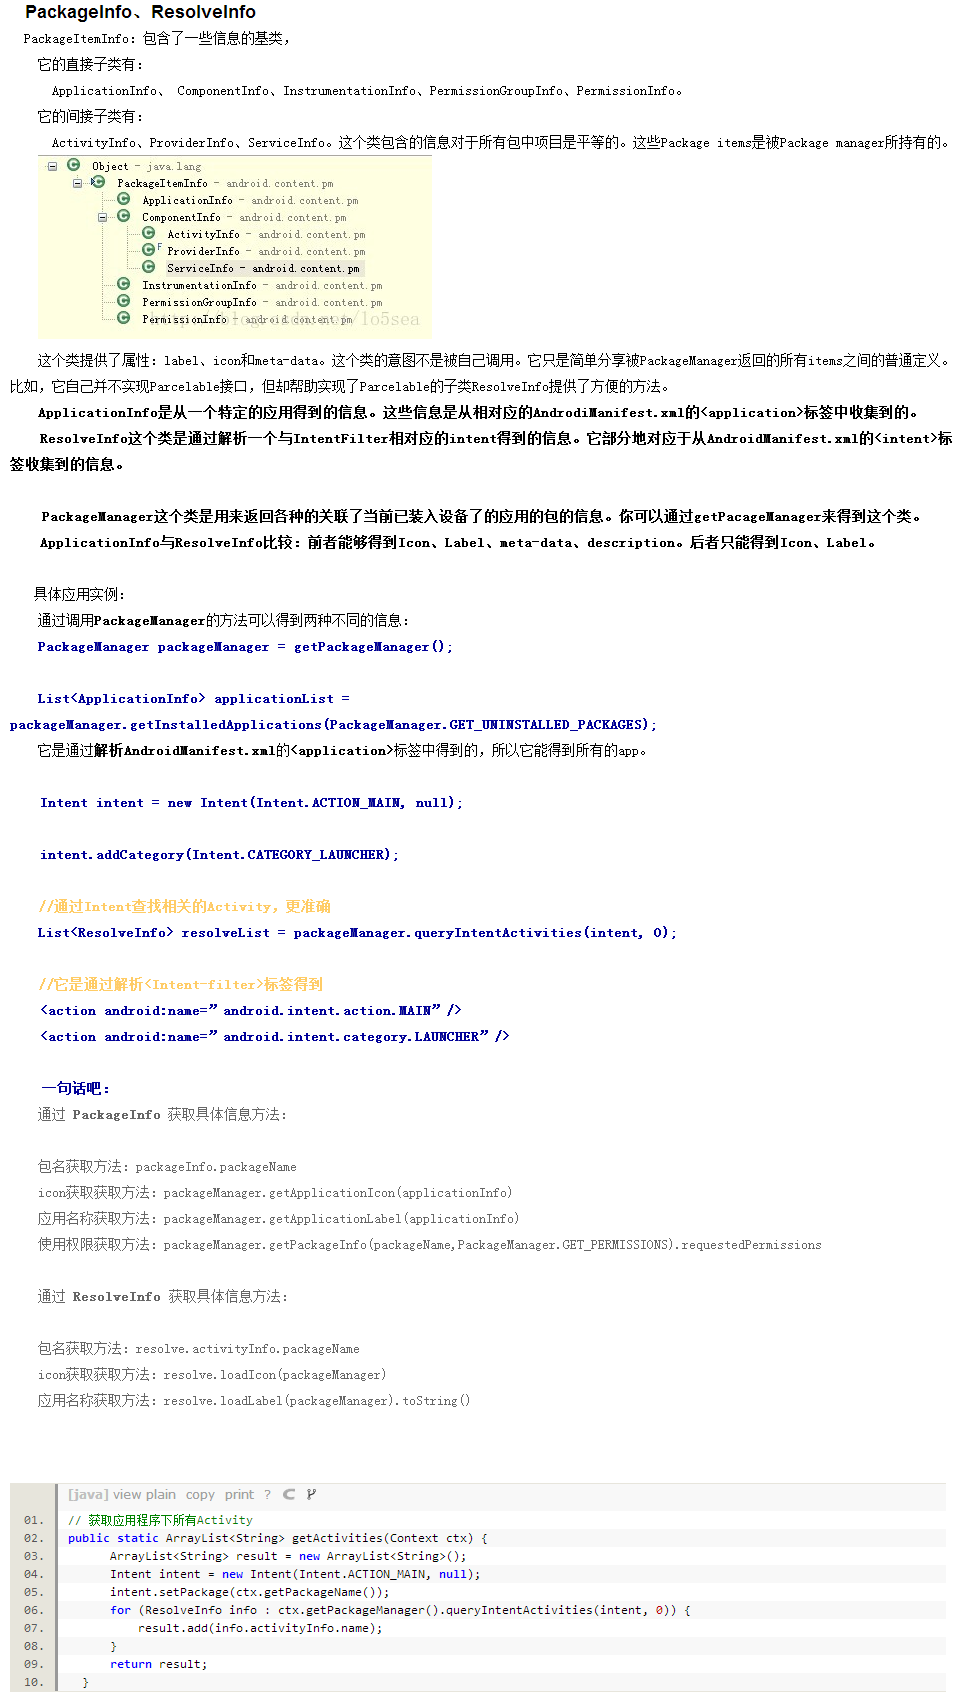 PackageInfo、ResolveInfo
PackageItemInfo：包含了一些信息的基类，
它的直接子类有：
ApplicationInfo、 ComponentInfo、InstrumentationInfo、PermissionGroupInfo、PermissionInfo。
它的间接子类有：
ActivityInfo、ProviderInfo、ServiceInfo。这个类包含的信息对于所有包中项目是平等的。这些Package items是被Package manager所持有的。
Object - java.lang
PackageItemInfo - android.content.pm
ApplicationInfo - android.content.pm
ComponentInfo - android.content.pm
ActivityInfo - android.content.pm
F ProviderInfo - android.content.pm
ServiceInfo - android.content.pm
InstrumentationInfo - android.content.pm
PermissionGroupInfo - android.content.pm
PermissionInfo - android.content.pm
http://blog.csdn.net/lo5sea
这个类提供了属性：label、icon和meta-data。这个类的意图不是被自己调用。它只是简单分享被PackageManager返回的所有items之间的普通定义。
比如，它自己并不实现Parcelable接口，但却帮助实现了Parcelable的子类ResolveInfo提供了方便的方法。
ApplicationInfo是从一个特定的应用得到的信息。这些信息是从相对应的AndrodiManifest.xml的<application>标签中收集到的。
ResolveInfo这个类是通过解析一个与IntentFilter相对应的intent得到的信息。它部分地对应于从AndroidManifest.xml的<intent>标
签收集到的信息。
PackageManager这个类是用来返回各种的关联了当前已装入设备了的应用的包的信息。你可以通过getPacageManager来得到这个类。
ApplicationInfo与ResolveInfo比较：前者能够得到Icon、Label、meta-data、description。后者只能得到Icon、Label。
具体应用实例：
通过调用PackageManager的方法可以得到两种不同的信息：
PackageManager packageManager = getPackageManager();
List<ApplicationInfo> applicationList =
packageManager.getInstalledApplications(PackageManager.GET_UNINSTALLED_PACKAGES);
它是通过解析AndroidManifest.xml的<application>标签中得到的，所以它能得到所有的app。
Intent intent = new Intent(Intent.ACTION_MAIN, null);
intent.addCategory(Intent.CATEGORY_LAUNCHER);
//通过Intent查找相关的Activity，更准确
List<ResolveInfo> resolveList = packageManager.queryIntentActivities(intent, 0);
//它是通过解析<Intent-filter>标签得到
<action android:name=”android.intent.action.MAIN”/>
<action android:name=”android.intent.category.LAUNCHER”/>
一句话吧：
通过 PackageInfo 获取具体信息方法：
包名获取方法：packageInfo.packageName
icon获取获取方法：packageManager.getApplicationIcon(applicationInfo)
应用名称获取方法：packageManager.getApplicationLabel(applicationInfo)
使用权限获取方法：packageManager.getPackageInfo(packageName,PackageManager.GET_PERMISSIONS).requestedPermissions
通过 ResolveInfo 获取具体信息方法：
包名获取方法：resolve.activityInfo.packageName
icon获取获取方法：resolve.loadIcon(packageManager)
应用名称获取方法：resolve.loadLabel(packageManager).toString()
[java] view plain copy print ?
01. // 获取应用程序下所有Activity
02. public static ArrayList<String> getActivities(Context ctx) {
03. ArrayList<String> result = new ArrayList<String>();
04. Intent intent = new Intent(Intent.ACTION_MAIN, null);
05. intent.setPackage(ctx.getPackageName());
06. for (ResolveInfo info : ctx.getPackageManager().queryIntentActivities(intent, 0)) {
07. result.add(info.activityInfo.name);
08. }
09. return result;
10. }